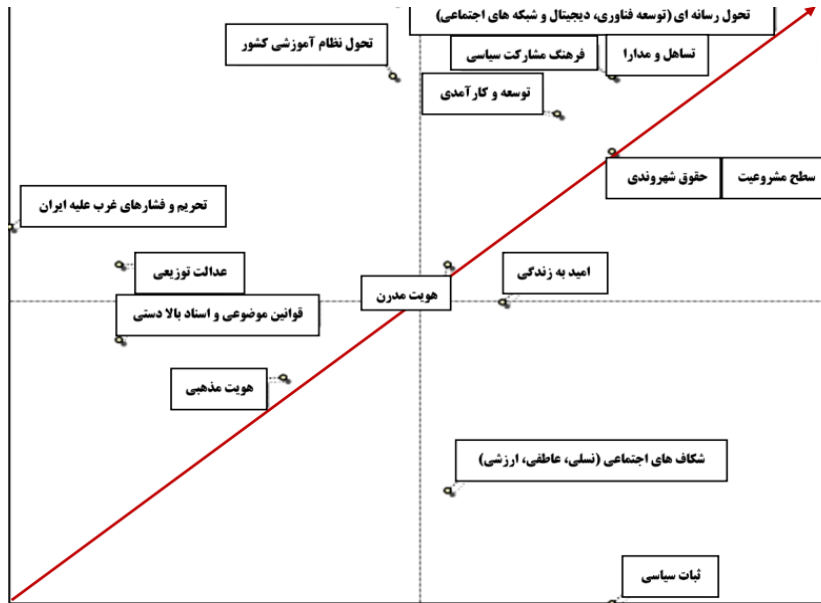 تحول رسانه ای (توسعه فناوری، دیجیتال و شبکه های اجتماعی)
تحول نظام آموزشی کشور
فرهنگ مشارکت سیاسی
تساهل و مدارا
توسعه و کارآمدی
سطح مشروعیت
حقوق شهروندی
تحریم و فشارهای غرب علیه ایران
عدالت توزیعی
امید به زندگی
هویت مدرن
قوانین موضوعی و اسناد بالا دستی
هویت مذهبی
شکاف های اجتماعی (نسلی، عاطفی، ارزشی)
ثبات سیاسی